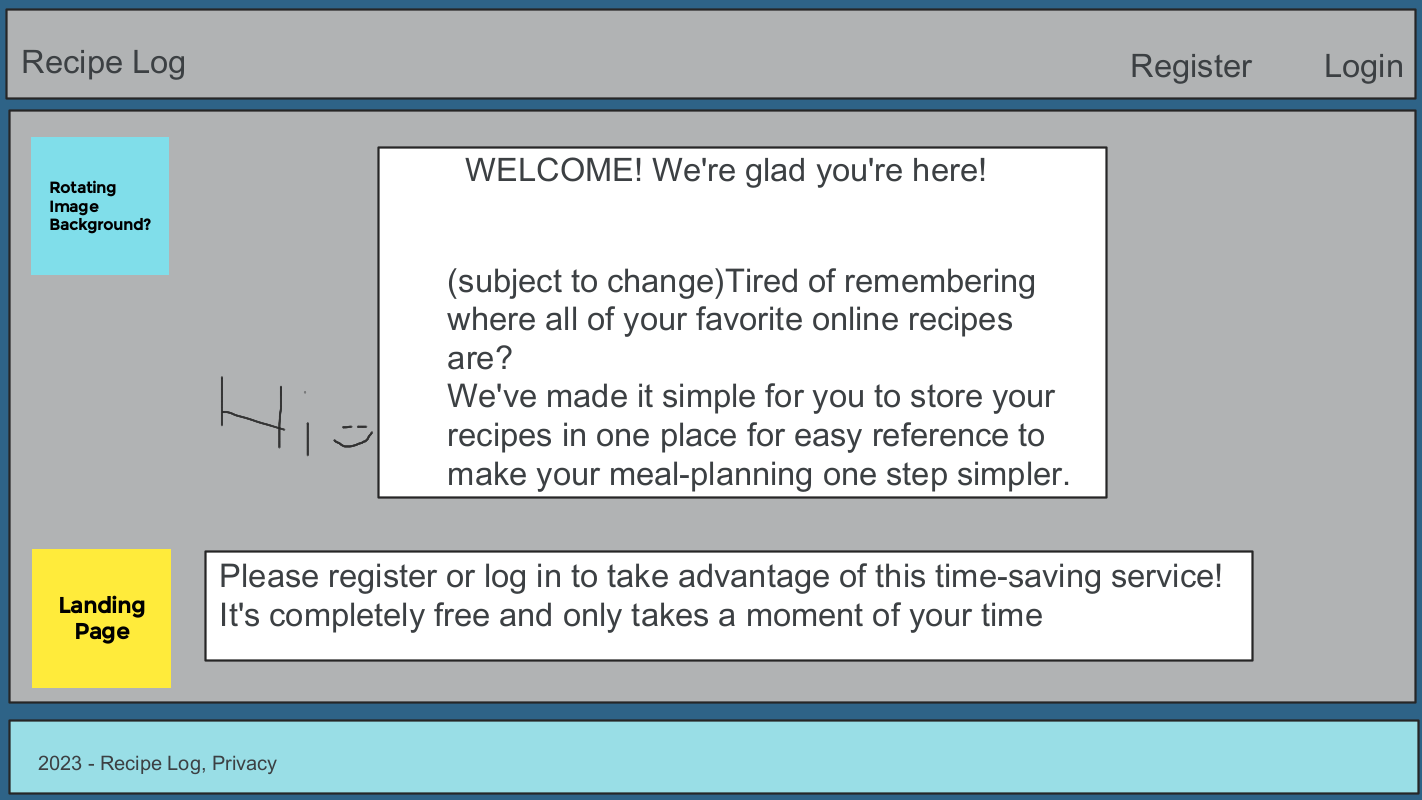 Recipe Log
Register
Login
Rotating
Image
Background?
WELCOME! We're glad you're here!
(subject to change)Tired of remembering
where all of your favorite online recipes
are?
We've made it simple for you to store your
recipes in one place for easy reference to
make your meal-planning one step simpler.
Hi
Landing
Page
Please register or log in to take advantage of this time-saving service!
It's completely free and only takes a moment of your time
2023 - Recipe Log, Privacy